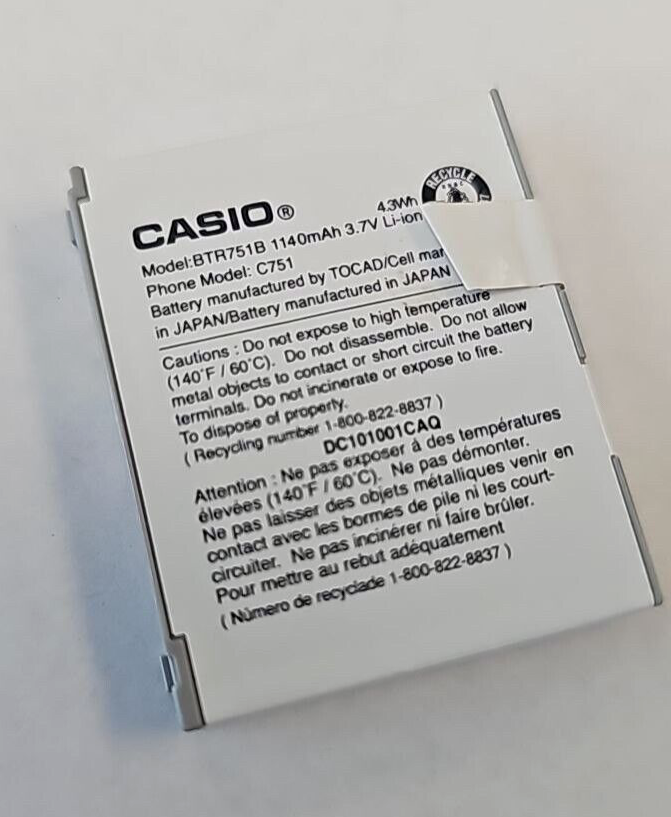 CASIO®
4.3Wh
RECYCLE
Model:BTR751B 1140mAh 3.7V Li-ion
Phone Model: C751
Battery manufactured by TOCAD/Cell
in JAPAN/Battery manufactured in JAPAN
Cautions : Do not expose to high temperature
(140°F / 60°C). Do not disassemble. Do not allow
metal objects to contact or short circuit the battery
terminals. Do not incinerate or expose to fire.
To dispose of property.
( Recycling number 1-800-822-8837 )
DC101001CAQ
Attention : Ne pas exposer à des températures
élevées (140°F / 60°C). Ne pas démonter.
Ne pas laisser des objets métalliques venir en
contact avec les bormes de pile ni les court-
circuiter. Ne pas incinérer ni faire brûler.
Pour mettre au rebut adéquatement
( Número de recyclade 1-800-822-8837 )